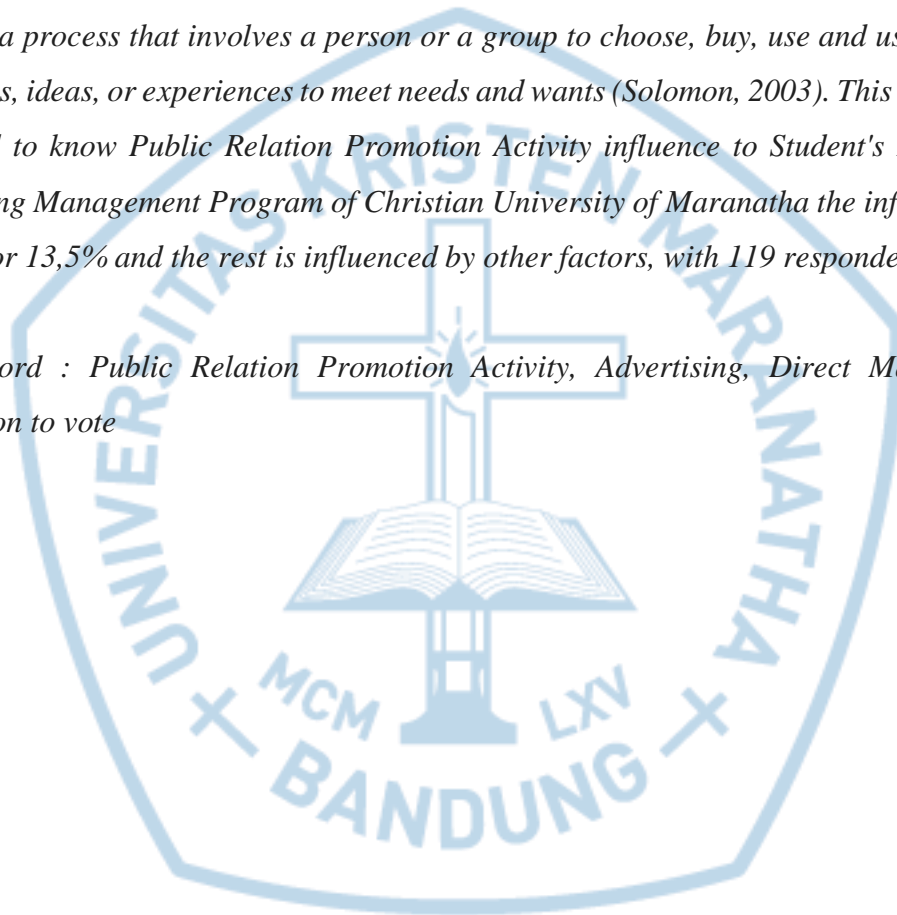 a process that involves a person or a group to choose, buy, use and us
s, ideas, or experiences to meet needs and wants (Solomon, 2003). This
to know Public Relation Promotion Activity influence to Student's
ng Management Program of Christian University of Maranatha the inf
or 13,5% and the rest is influenced by other factors, with 119 responde
ord : Public Relation Promotion Activity, Advertising, Direct M
on to vote
UNIVERSITAS KRISTEN MARANATHA
MCM LXV
BANDUNG